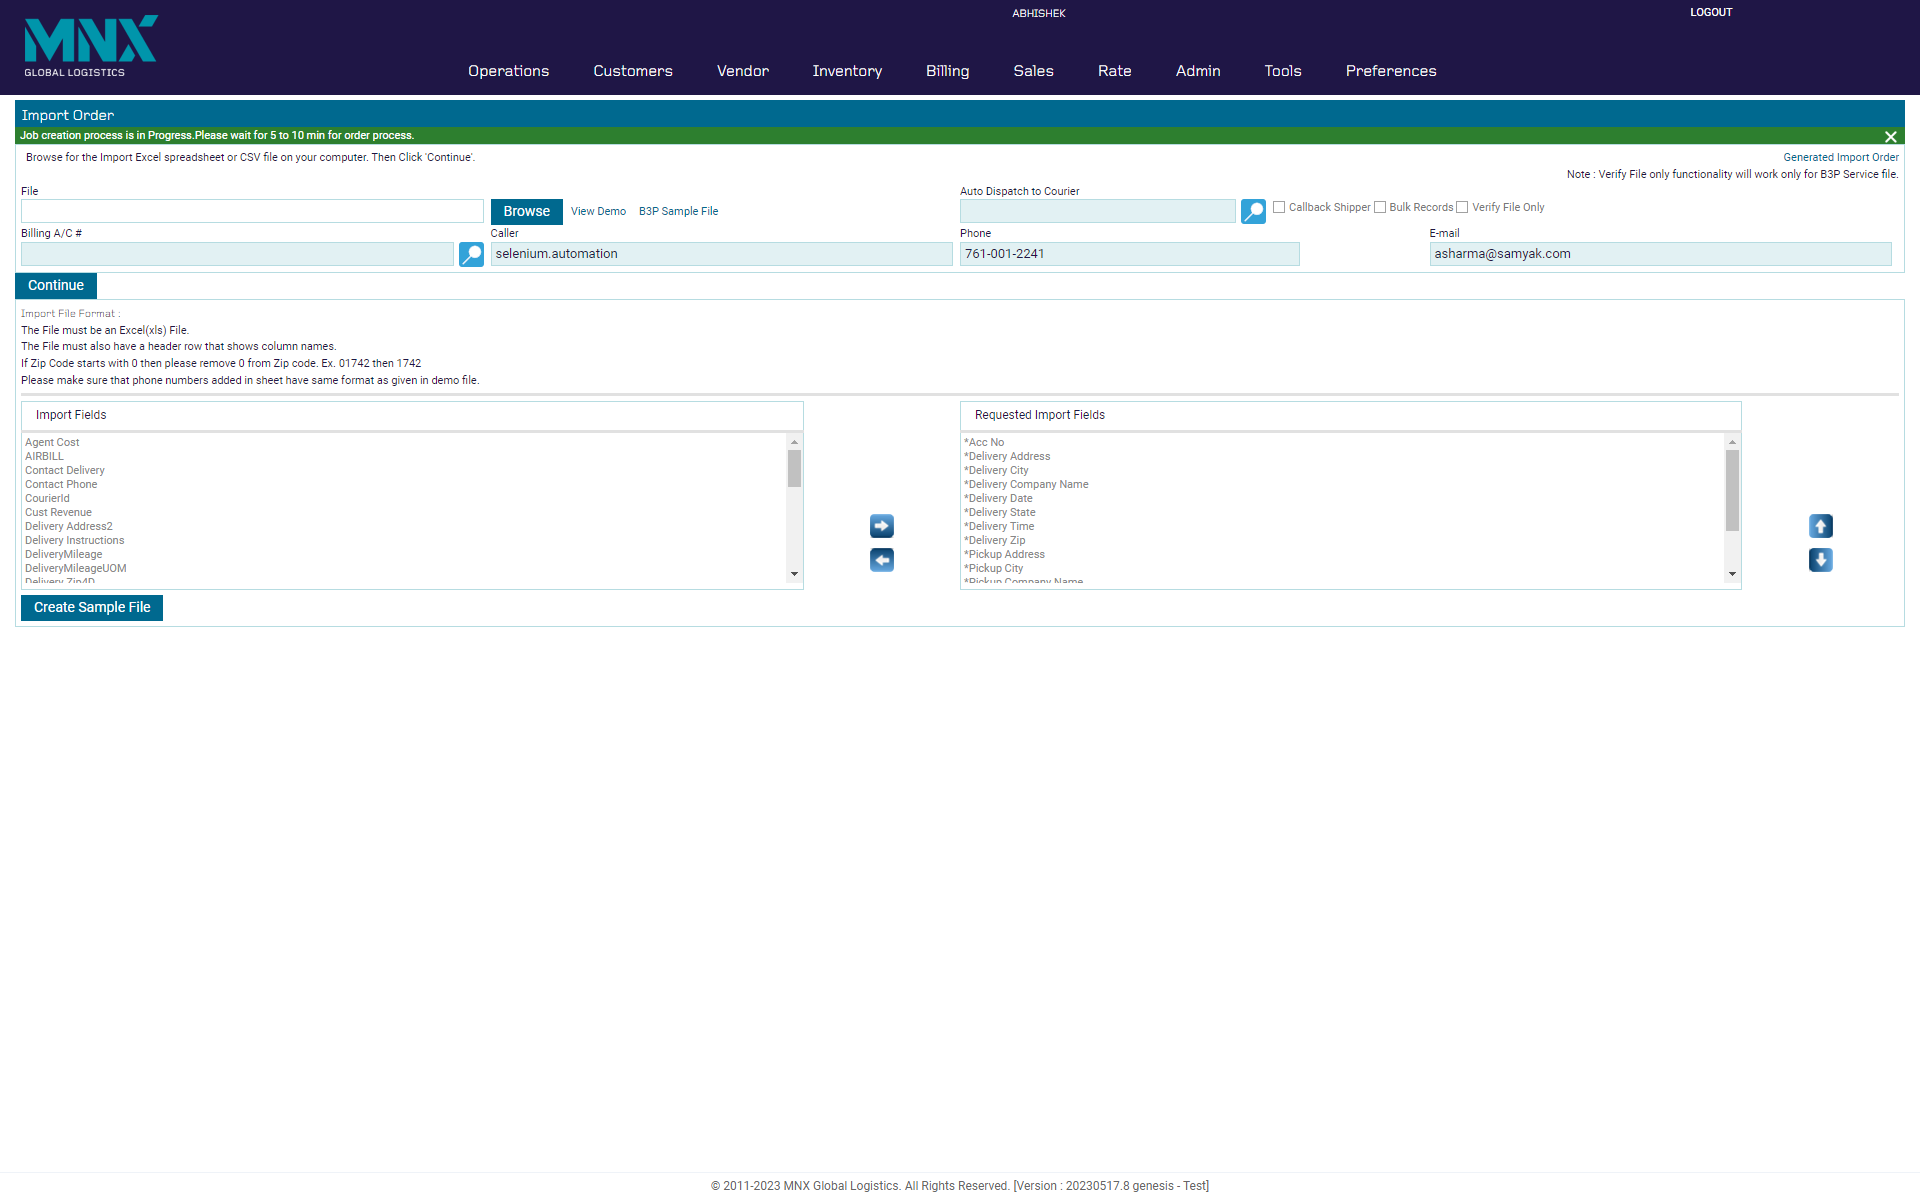 ABHISHEK
LOGOUT
MNX
GLOBAL LOGISTICS
Operations Customers Vendor Inventory Billing Sales Rate Admin Tools Preferences
Import Order
Job creation process is in Progress.Please wait for 5 to 10 min for order process.
Browse for the Import Excel spreadsheet or CSV file on your computer. Then Click 'Continue'.
Generated Import Order
Note : Verify File only functionality will work only for B3P Service file.
File
Auto Dispatch to Courier
Browse View Demo B3P Sample File
Callback Shipper Bulk Records Verify File Only
Billing A/C # Caller Phone E-mail
selenium.automation 761-001-2241 asharma@samyak.com
Continue
Import File Format :
The File must be an Excel(xls) File.
The File must also have a header row that shows column names.
If Zip Code starts with 0 then please remove 0 from Zip code. Ex. 01742 then 1742
Please make sure that phone numbers added in sheet have same format as given in demo file.
Import Fields
Agent Cost
AIRBILL
Contact Delivery
Contact Phone
CourierId
Cust Revenue
Delivery Address2
Delivery Instructions
DeliveryMileage
DeliveryMileageUOM
Delivery Zip4D
Requested Import Fields
*Acc No
*Delivery Address
*Delivery City
*Delivery Company Name
*Delivery Date
*Delivery State
*Delivery Time
*Delivery Zip
*Pickup Address
*Pickup City
*Pickup Company Name
Create Sample File
© 2011-2023 MNX Global Logistics. All Rights Reserved. [Version : 20230517.8 genesis - Test]